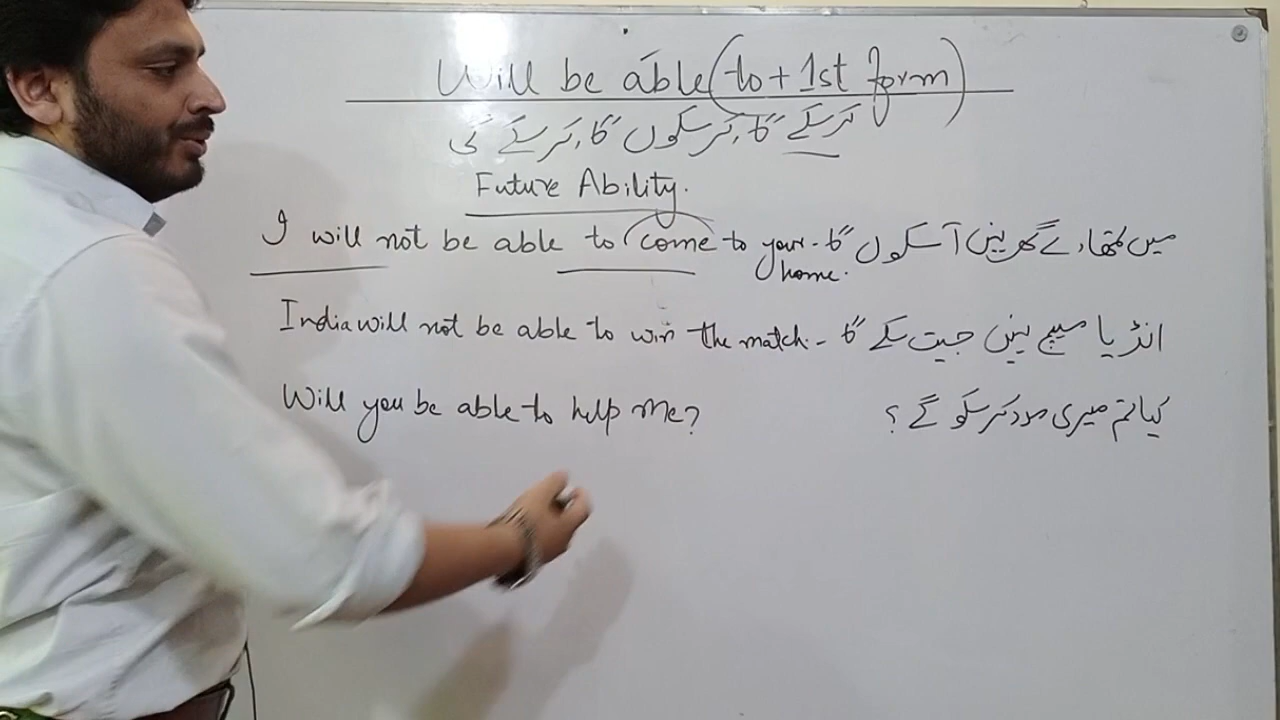 Will be able (to + 1st form)
کر سکے گا، کر سکوں گا، کر سکے گی
Future Ability.
I will not be able to come to your home. - میں تمھارے گھر نہیں آ سکوں گا
India will not be able to win the match. - انڈیا میچ نہیں جیت سکے گا
Will you be able to help me? کیا تم میری مدد کر سکو گے؟